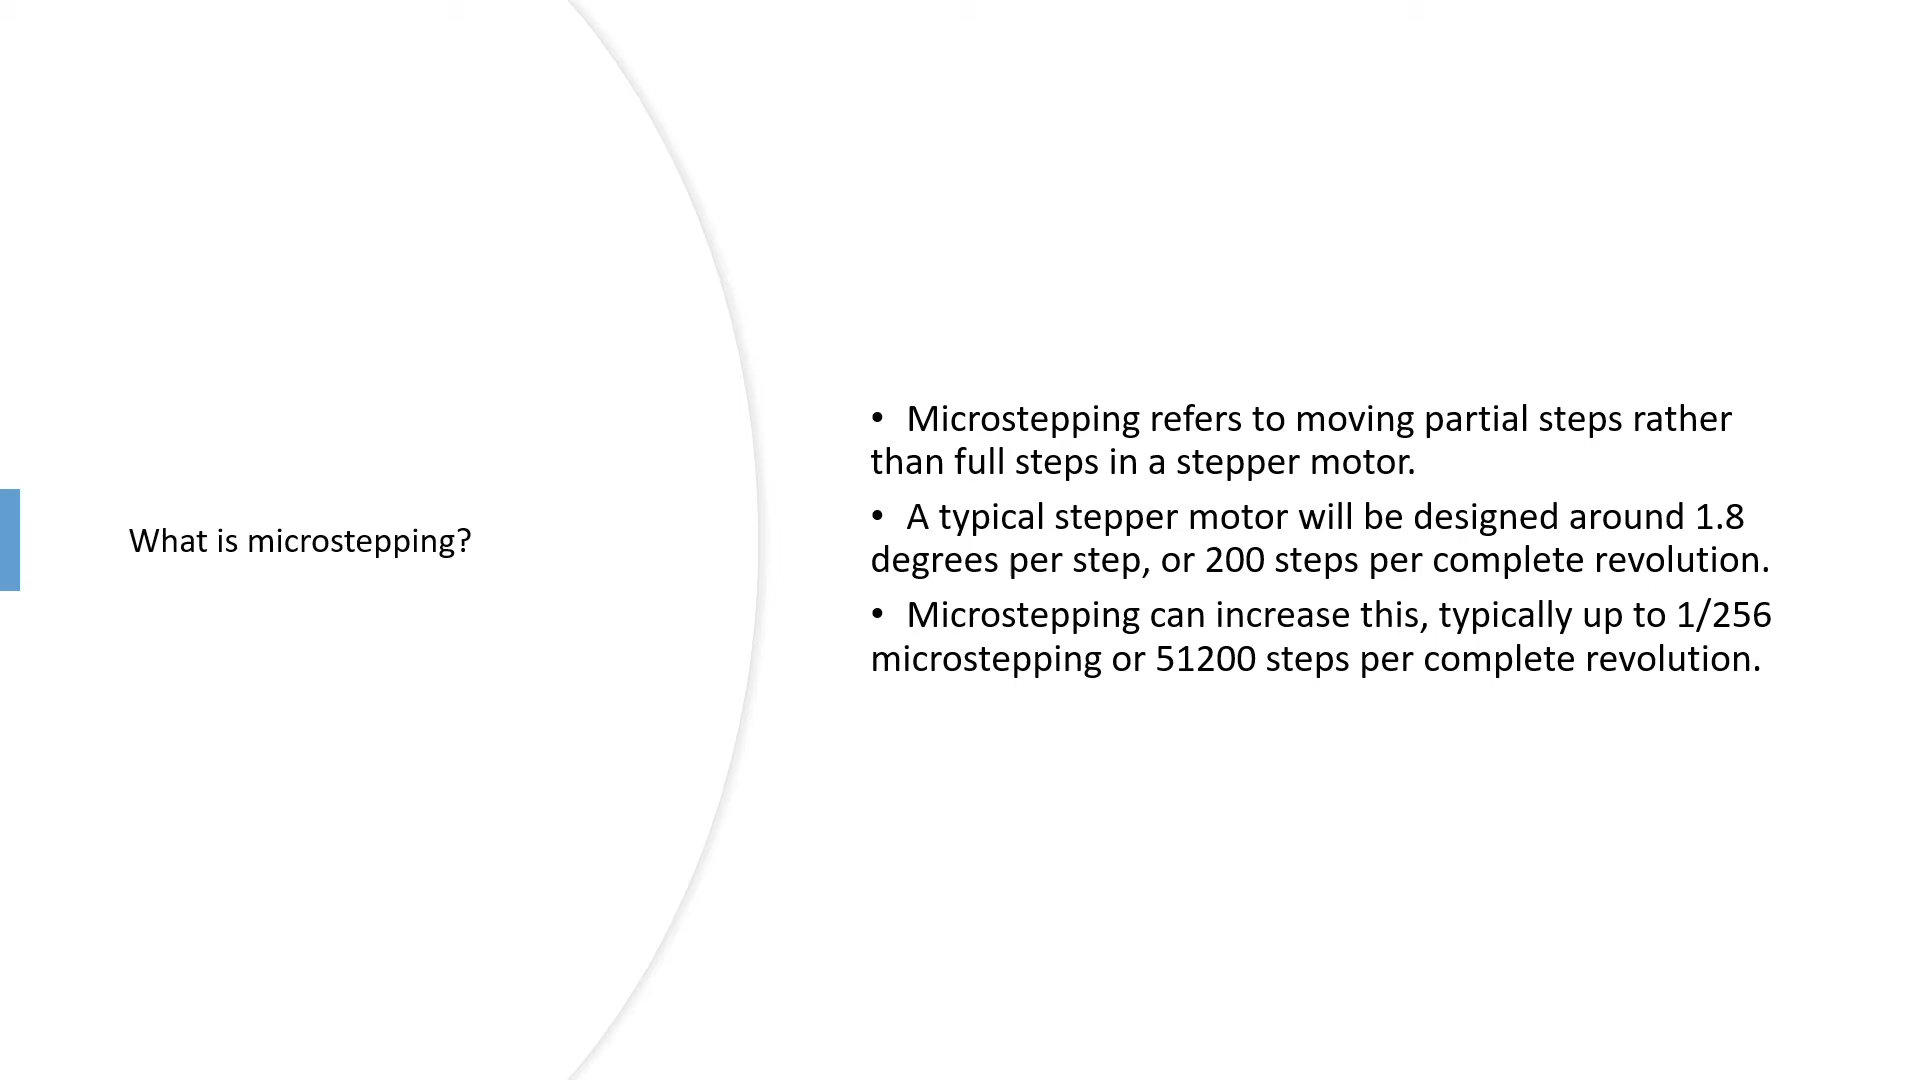 What is microstepping?
• Microstepping refers to moving partial steps rather
than full steps in a stepper motor.
• A typical stepper motor will be designed around 1.8
degrees per step, or 200 steps per complete revolution.
• Microstepping can increase this, typically up to 1/256
microstepping or 51200 steps per complete revolution.